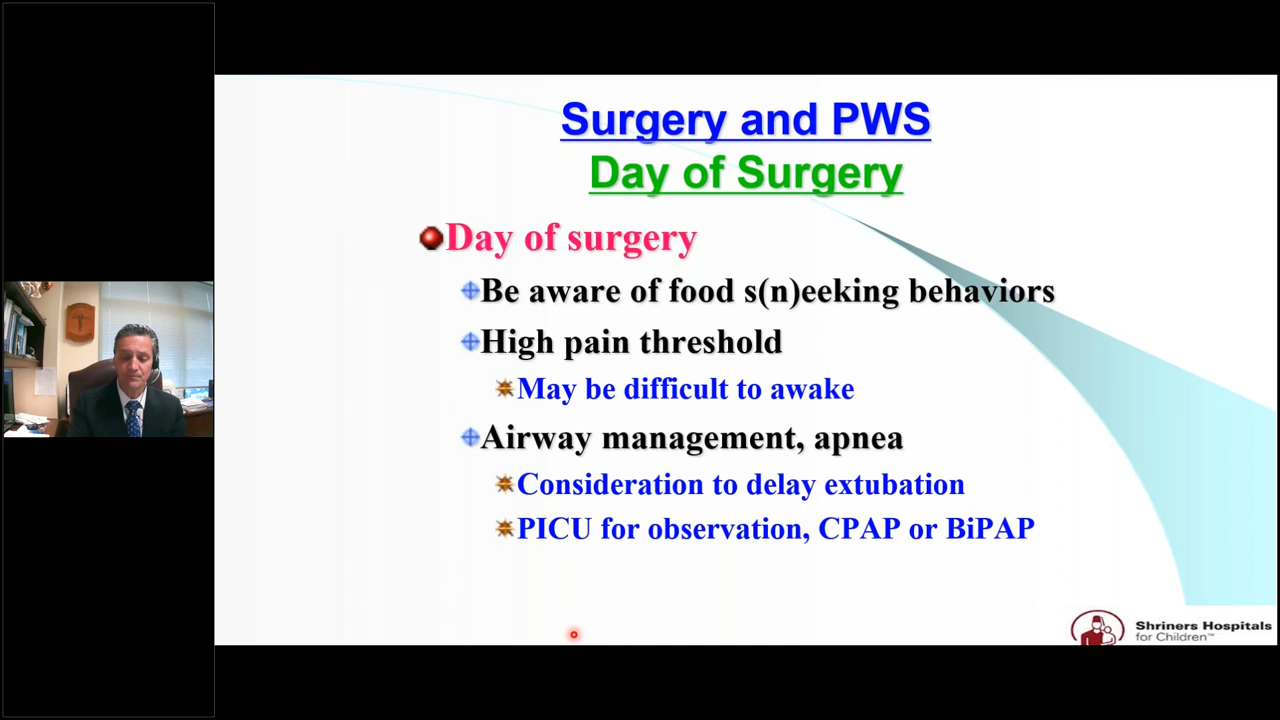 Surgery and PWS
Day of Surgery
Day of surgery
Be aware of food s(n)eeking behaviors
High pain threshold
May be difficult to awake
Airway management, apnea
Consideration to delay extubation
PICU for observation, CPAP or BiPAP
Shriners Hospitals
for Children™